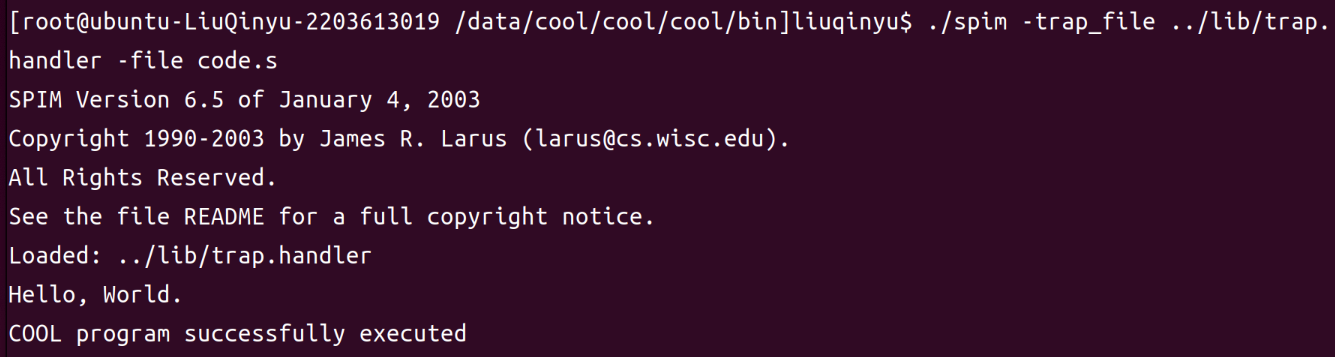 [root@ubuntu-LiuQinyu-2203613019 /data/cool/cool/cool/bin]liuqinyu$ ./spim -trap_file ../lib/trap.
handler -file code.s
SPIM Version 6.5 of January 4, 2003
Copyright 1990-2003 by James R. Larus (larus@cs.wisc.edu).
All Rights Reserved.
See the file README for a full copyright notice.
Loaded: ../lib/trap.handler
Hello, World.
COOL program successfully executed